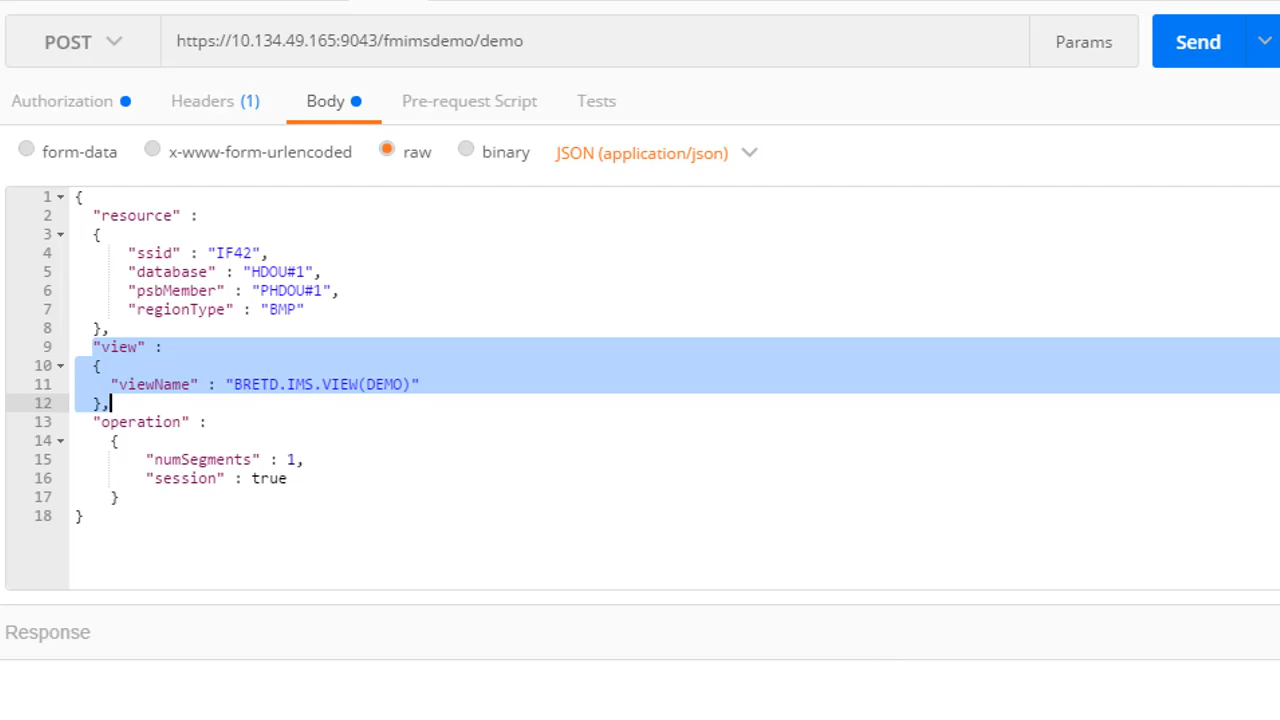 POST https://10.134.49.165:9043/fmimsdemo/demo Params Send
Authorization Headers (1) Body Pre-request Script Tests
form-data x-www-form-urlencoded raw binary JSON (application/json)
1 {
2 "resource" :
3 {
4 "ssid" : "IF42",
5 "database" : "HDOU#1",
6 "psbMember" : "PHDOU#1",
7 "regionType" : "BMP"
8 },
9 "view" :
10 {
11 "viewName" : "BRETD.IMS.VIEW(DEMO)"
12 },
13 "operation" :
14 {
15 "numSegments" : 1,
16 "session" : true
17 }
18 }
Response